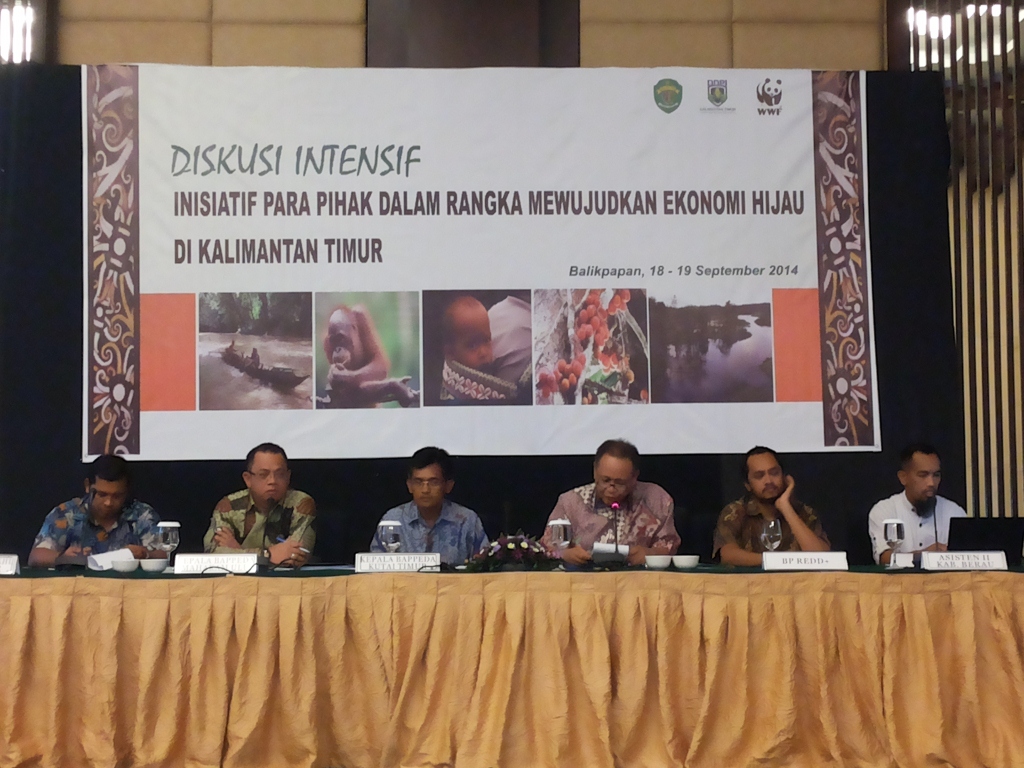 WWF
DISKUSI INTENSIF
INISIATIF PARA PIHAK DALAM RANGKA MEWUJUDKAN EKONOMI HIJAU
DI KALIMANTAN TIMUR
Balikpapan, 18 - 19 September 2014
KEPALA BAPPEDA
KUTAI TIMUR
BP REDD+
ASISTEN II
KAB. BERAU